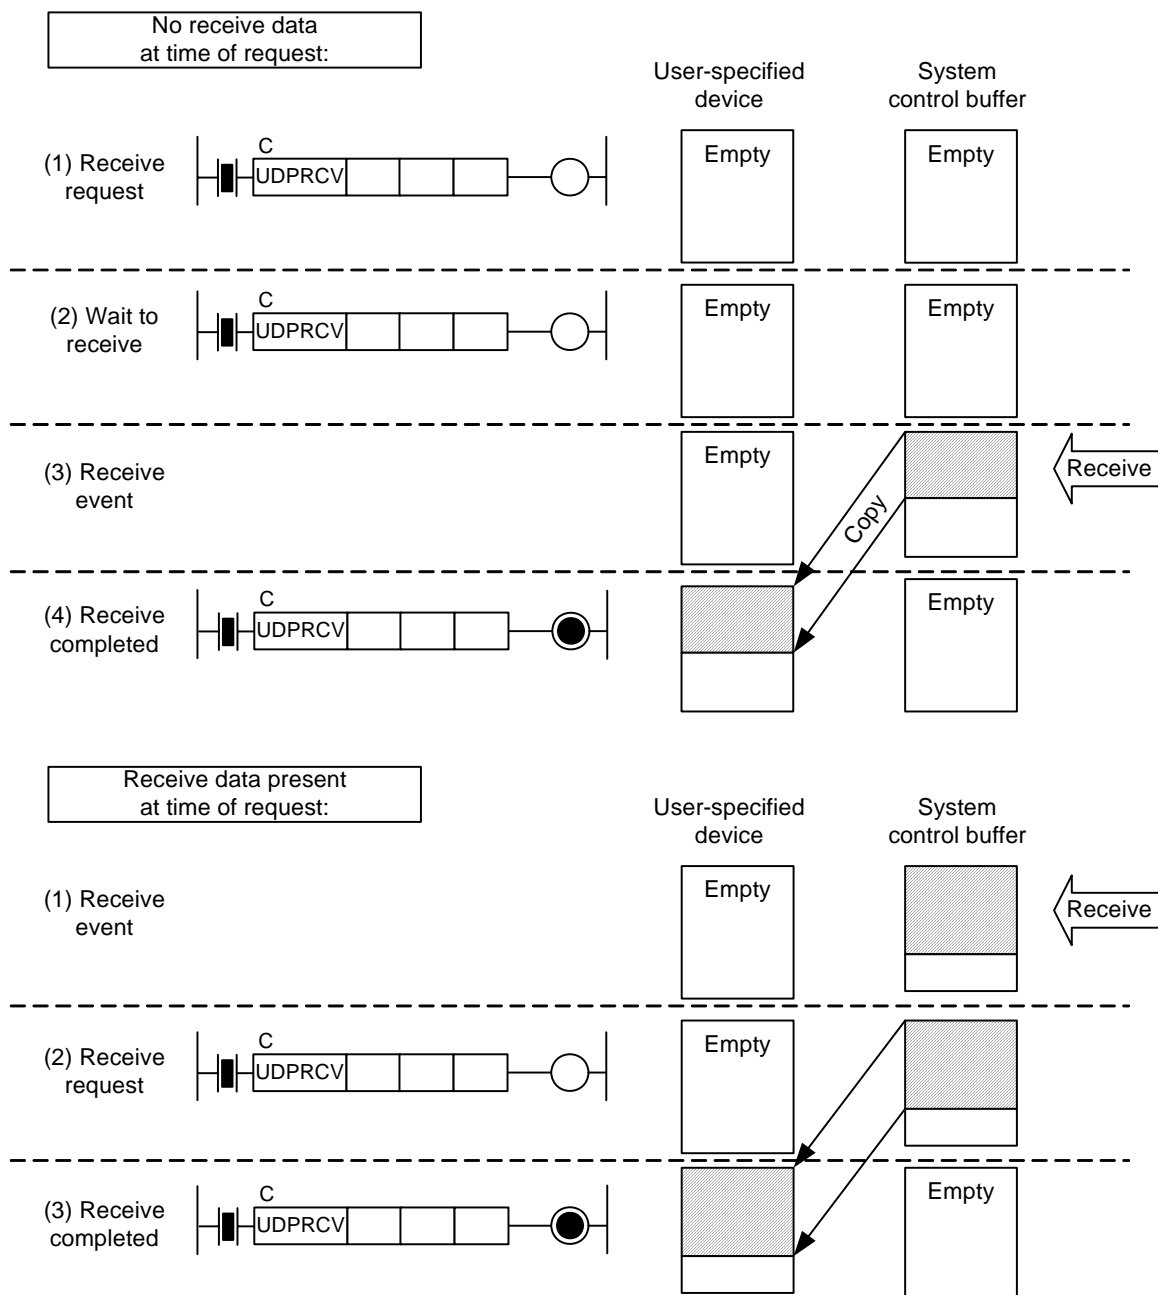 No receive data
at time of request:
User-specified
device
System
control buffer
(1) Receive
request
C
UDPRCV
Empty
Empty
(2) Wait to
receive
C
UDPRCV
Empty
Empty
(3) Receive
event
Empty
Copy
Receive
(4) Receive
completed
C
UDPRCV
Empty
Receive data present
at time of request:
User-specified
device
System
control buffer
(1) Receive
event
Empty
Receive
(2) Receive
request
C
UDPRCV
Empty
(3) Receive
completed
C
UDPRCV
Empty